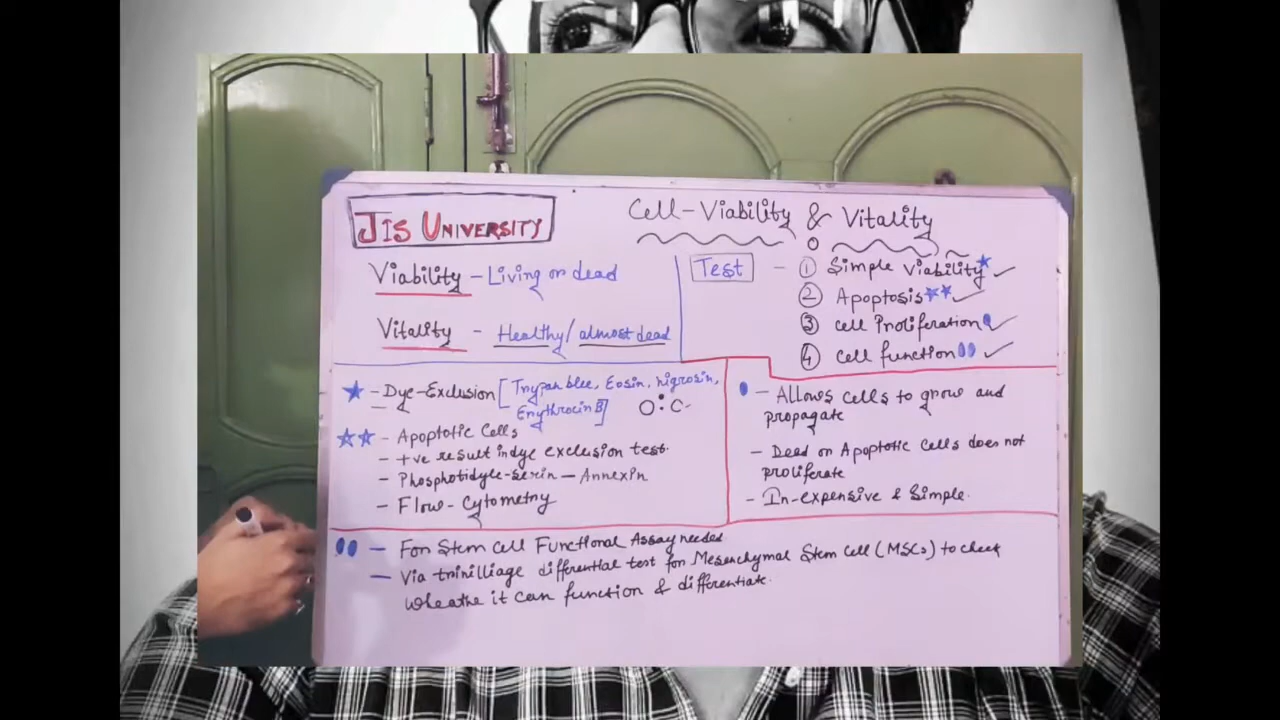 JIS UNIVERSITY
Cell-Viability & Vitality
Viability - Living or dead
Vitality - Healthy/almost dead
Test - ① Simple Viability
② Apoptosis
③ Cell Proliferation
④ Cell function
- Dye-Exclusion [Trypan blee, Eosin, nigrosin,
Erythrocin B]
- Apoptotic Cells
- +ve result in dye exclusion test.
- Phosphotidyle-serin - Annexin
- Flow-Cytometry
- Allows Cells to grow and
propagate
- Dead or Apoptotic Cells does not
proliferate
- In-expensive & Simple.
- For Stem Cell Functional Assay needed
- Via trinilliage differential test for Mesenchymal Stem Cell (MSCs) to check
wheathe it can function & differentiate.